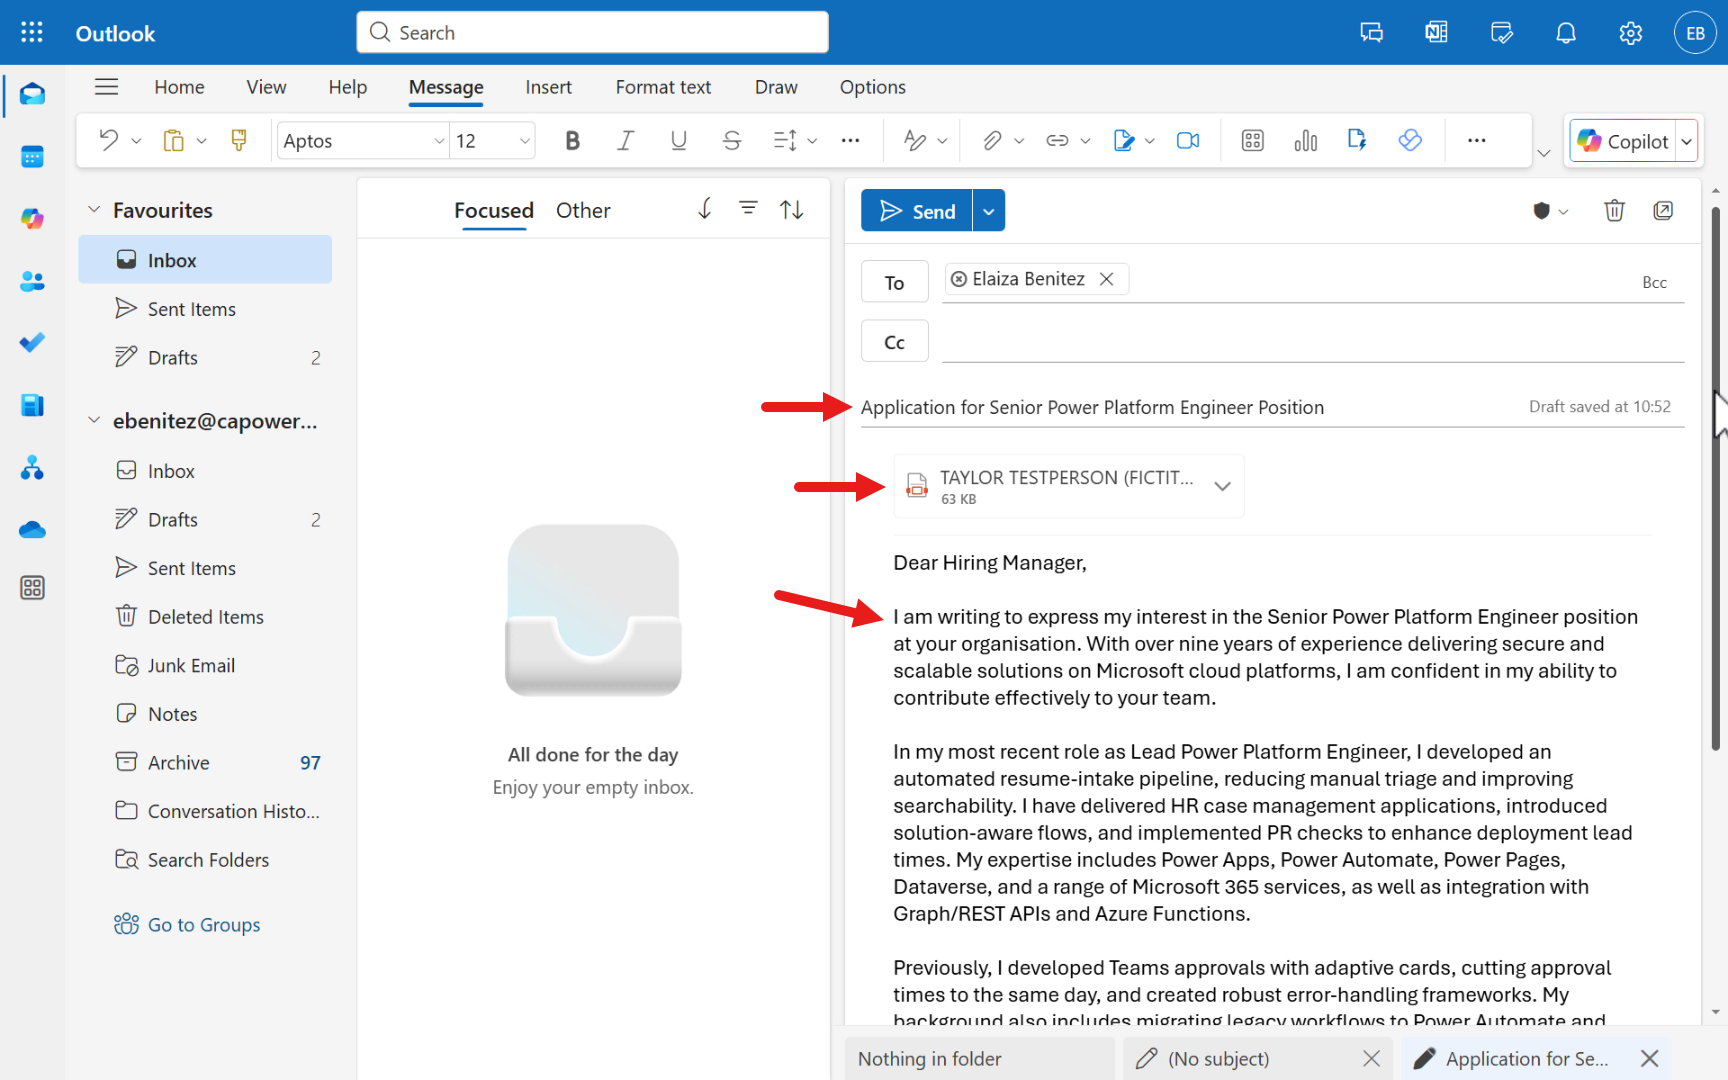 Outlook
Search
EB
Home
View
Help
Message
Insert
Format text
Draw
Options
Aptos
12
Copilot
Favourites
Inbox
Sent Items
Drafts 2
ebenitez@capower...
Inbox
Drafts 2
Sent Items
Deleted Items
Junk Email
Notes
Archive 97
Conversation Histo...
Search Folders
Go to Groups
Focused
Other
All done for the day
Enjoy your empty inbox.
Send
To
Elaiza Benitez
Bcc
Cc
Application for Senior Power Platform Engineer Position
Draft saved at 10:52
TAYLOR TESTPERSON (FICTIT...
63 KB
Dear Hiring Manager,
I am writing to express my interest in the Senior Power Platform Engineer position
at your organisation. With over nine years of experience delivering secure and
scalable solutions on Microsoft cloud platforms, I am confident in my ability to
contribute effectively to your team.
In my most recent role as Lead Power Platform Engineer, I developed an
automated resume-intake pipeline, reducing manual triage and improving
searchability. I have delivered HR case management applications, introduced
solution-aware flows, and implemented PR checks to enhance deployment lead
times. My expertise includes Power Apps, Power Automate, Power Pages,
Dataverse, and a range of Microsoft 365 services, as well as integration with
Graph/REST APIs and Azure Functions.
Previously, I developed Teams approvals with adaptive cards, cutting approval
times to the same day, and created robust error-handling frameworks. My
background also includes migrating legacy workflows to Power Automate and
Nothing in folder
(No subject)
Application for Se...